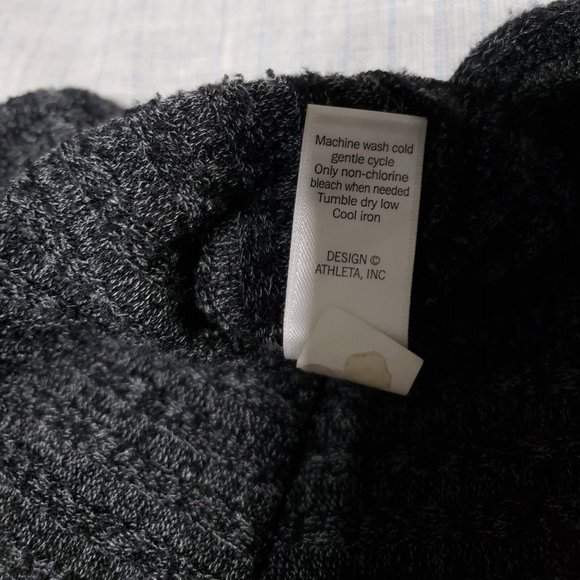 Machine wash cold
gentle cycle
Only non-chlorine
bleach when needed
Tumble dry low
Cool iron
DESIGN ©
ATHLETA, INC